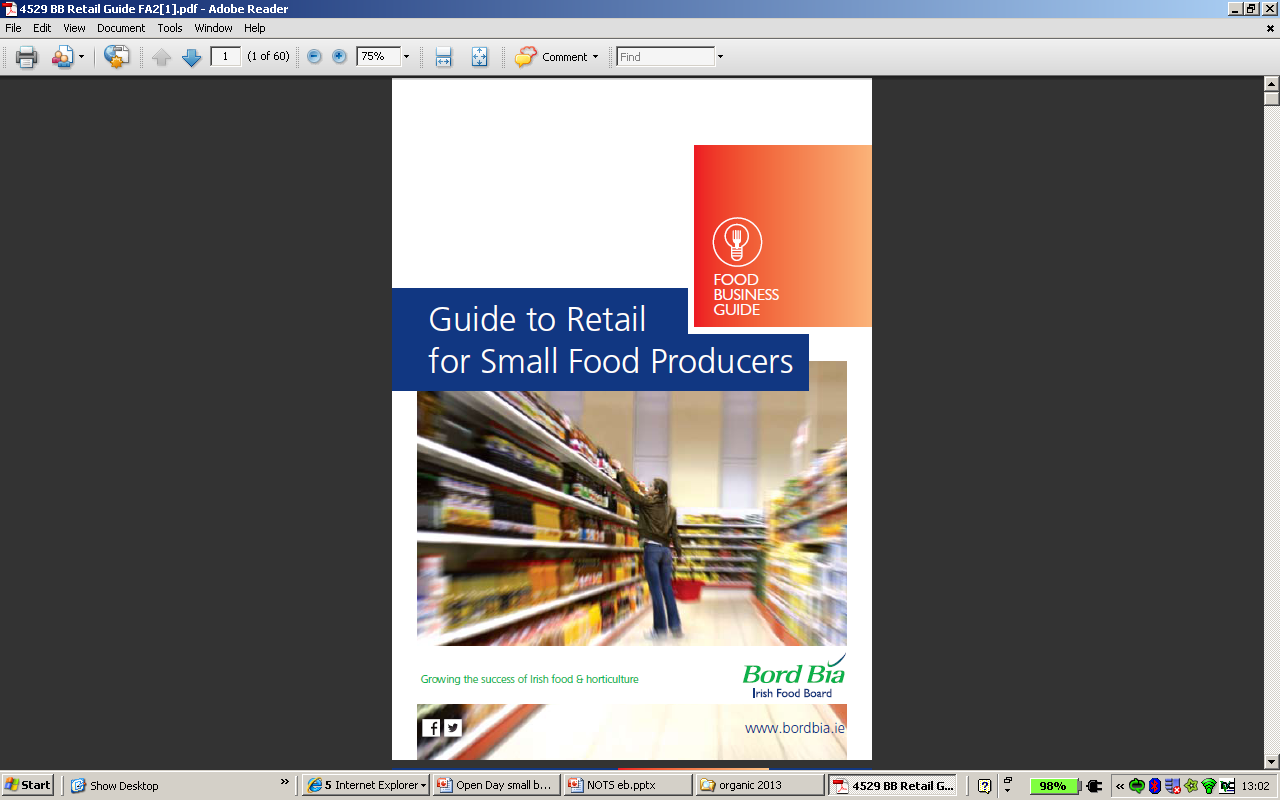 4529 BB Retail Guide FA2[1].pdf - Adobe Reader
File Edit View Document Tools Window Help
1 (1 of 60) 75% Comment Find
FOOD
BUSINESS
GUIDE
Guide to Retail
for Small Food Producers
Growing the success of Irish food & horticulture
Bord Bia
Irish Food Board
www.bordbia.ie
Start Show Desktop » 5 Internet Explorer Open Day small b... NOTS eb.pptx organic 2013 4529 BB Retail G... 98% « 13:02